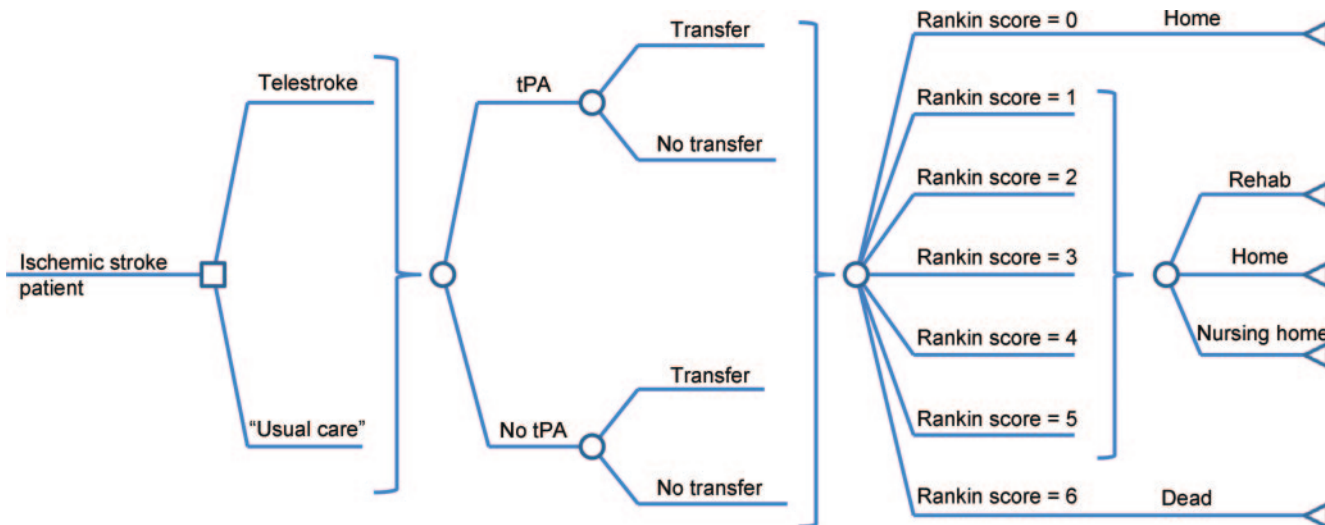 Ischemic stroke
patient
Telestroke
“Usual care”
tPA
No tPA
Transfer
No transfer
Transfer
No transfer
Rankin score = 0
Home
Rankin score = 1
Rankin score = 2
Rankin score = 3
Rankin score = 4
Rankin score = 5
Rankin score = 6
Dead
Rehab
Home
Nursing home